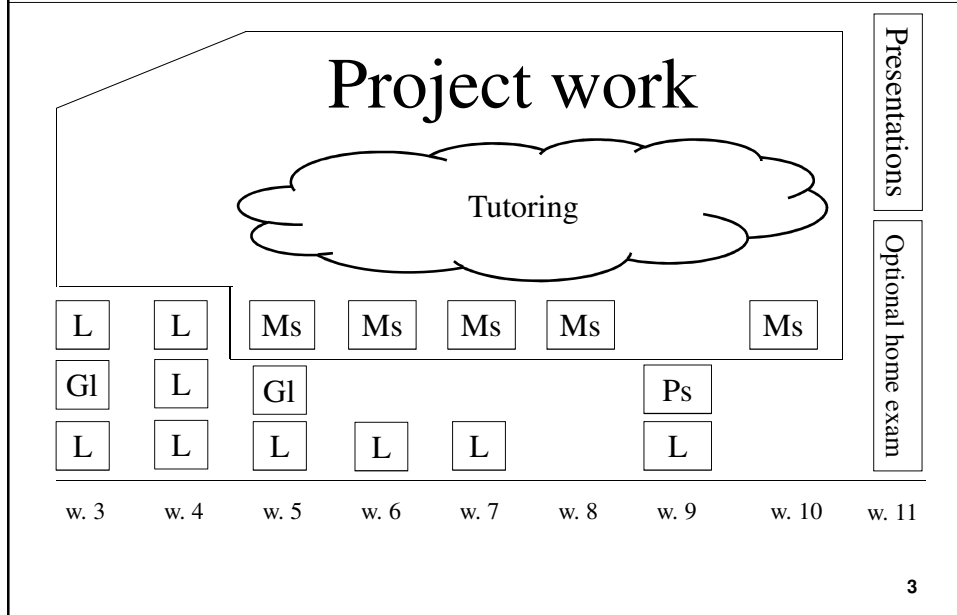 Project work
Tutoring
Presentations
Optional home exam
L L Ms Ms Ms Ms Ms
Gl L Gl Ps
L L L L L L
w. 3 w. 4 w. 5 w. 6 w. 7 w. 8 w. 9 w. 10 w. 11
3